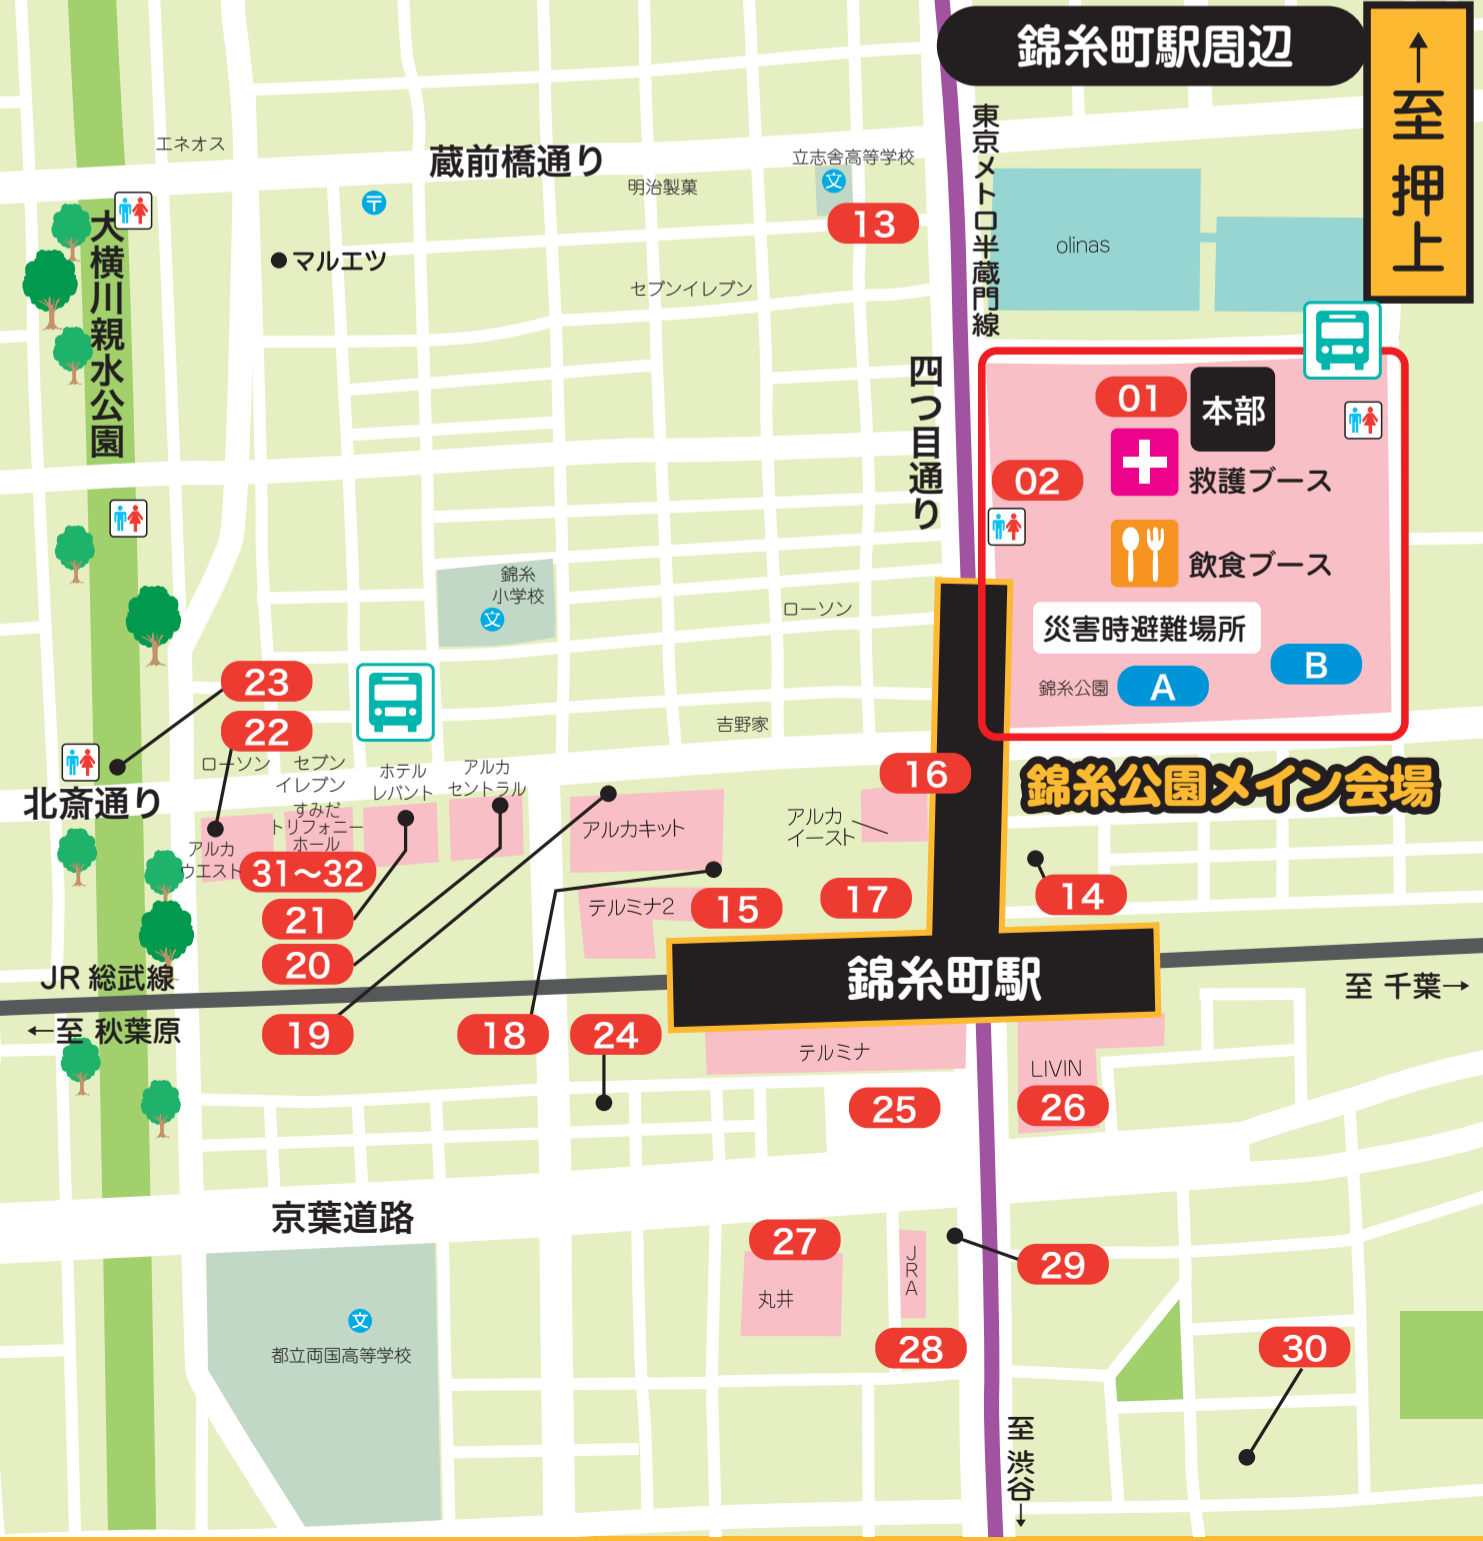 錦糸町駅周辺
↑至 押上
エネオス
蔵前橋通り
立志舎高等学校
文
明治製菓
〒
13
東京メトロ半蔵門線
olinas
大横川親水公園
マルエツ
セブンイレブン
四つ目通り
01
本部
02
救護ブース
飲食ブース
災害時避難場所
錦糸公園
A
B
錦糸公園メイン会場
錦糸
小学校
文
ローソン
吉野家
23
22
ローソン
セブン
イレブン
ホテル
レバント
アルカ
セントラル
北斎通り
すみだ
トリフォニー
ホール
アルカ
ウエスト
31〜32
21
20
19
18
アルカキット
テルミナ2
15
アルカ
イースト
16
17
14
JR 総武線
←至 秋葉原
錦糸町駅
至 千葉→
24
テルミナ
25
LIVIN
26
京葉道路
27
丸井
JRA
28
29
30
文
都立両国高等学校
至 渋谷↓